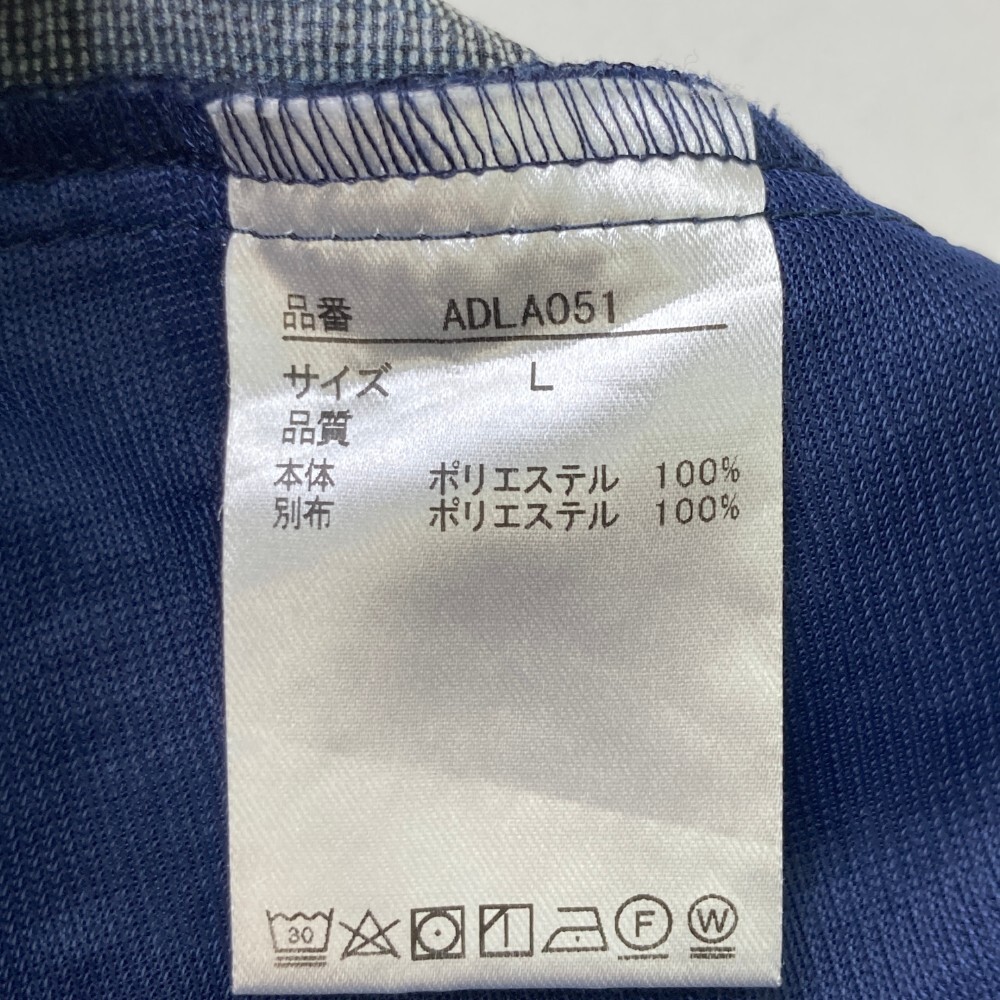 品番 ADLA051
サイズ L
品質
本体 ポリエステル 100%
別布 ポリエステル 100%
30 F W